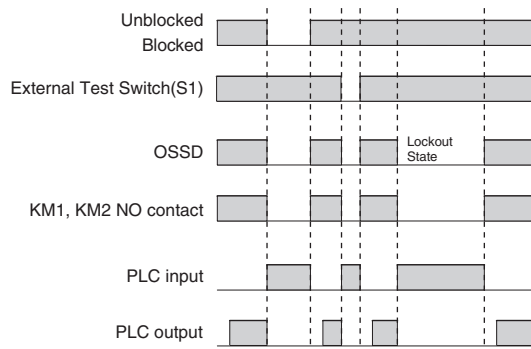 Unblocked
Blocked
External Test Switch(S1)
OSSD
Lockout
State
KM1, KM2 NO contact
PLC input
PLC output